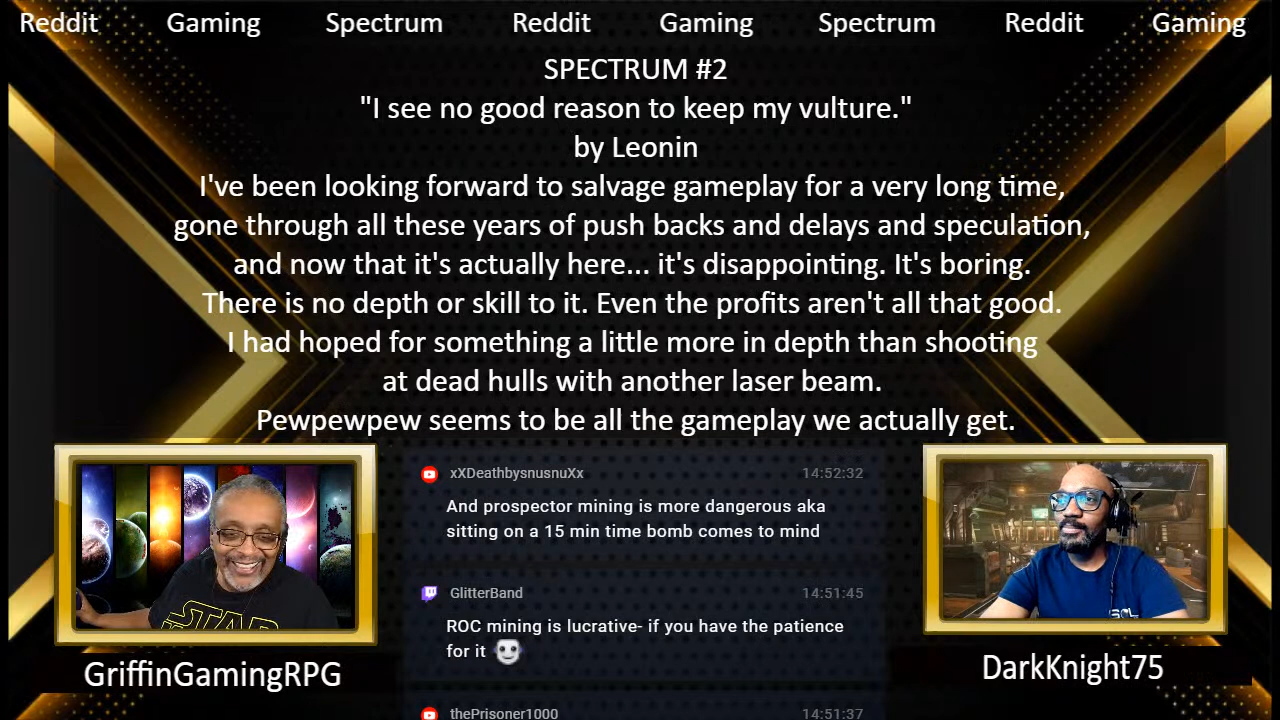 Reddit Gaming Spectrum Reddit Gaming Spectrum Reddit Gaming
SPECTRUM #2
"I see no good reason to keep my vulture."
by Leonin
I've been looking forward to salvage gameplay for a very long time,
gone through all these years of push backs and delays and speculation,
and now that it's actually here... it's disappointing. It's boring.
There is no depth or skill to it. Even the profits aren't all that good.
I had hoped for something a little more in depth than shooting
at dead hulls with another laser beam.
Pewpewpew seems to be all the gameplay we actually get.
xXDeathbysnusnuXx 14:52:32
And prospector mining is more dangerous aka
sitting on a 15 min time bomb comes to mind
GlitterBand 14:51:45
ROC mining is lucrative- if you have the patience
for it
thePrisoner1000 14:51:37
STAR
GriffinGamingRPG
DarkKnight75